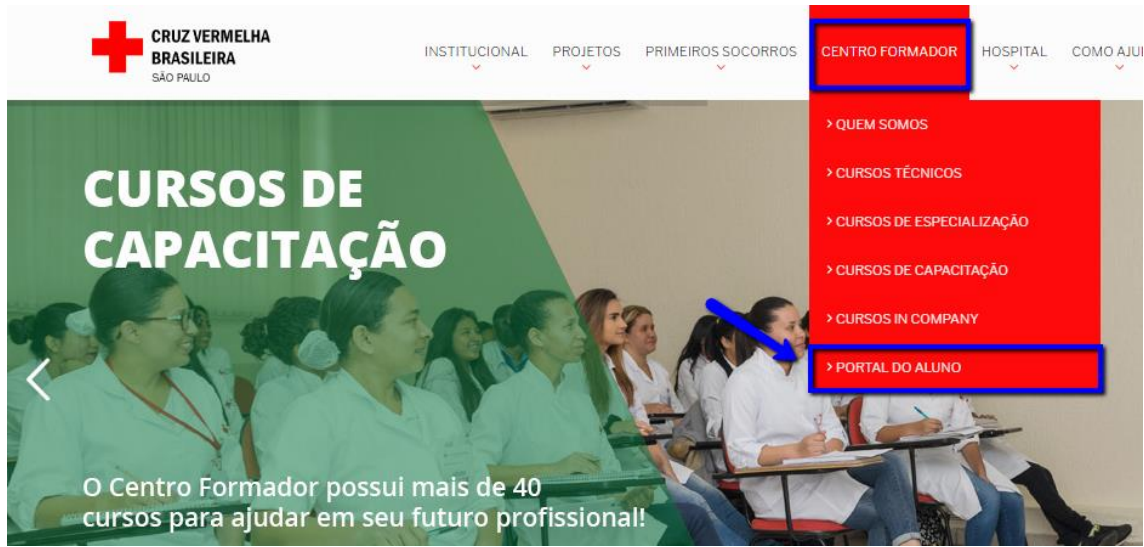 CRUZ VERMELHA
BRASILEIRA
SÃO PAULO
INSTITUCIONAL PROJETOS PRIMEIROS SOCORROS CENTRO FORMADOR HOSPITAL COMO AJU
> QUEM SOMOS
> CURSOS TÉCNICOS
> CURSOS DE ESPECIALIZAÇÃO
> CURSOS DE CAPACITAÇÃO
> CURSOS IN COMPANY
> PORTAL DO ALUNO
CURSOS DE
CAPACITAÇÃO
O Centro Formador possui mais de 40
cursos para ajudar em seu futuro profissional!